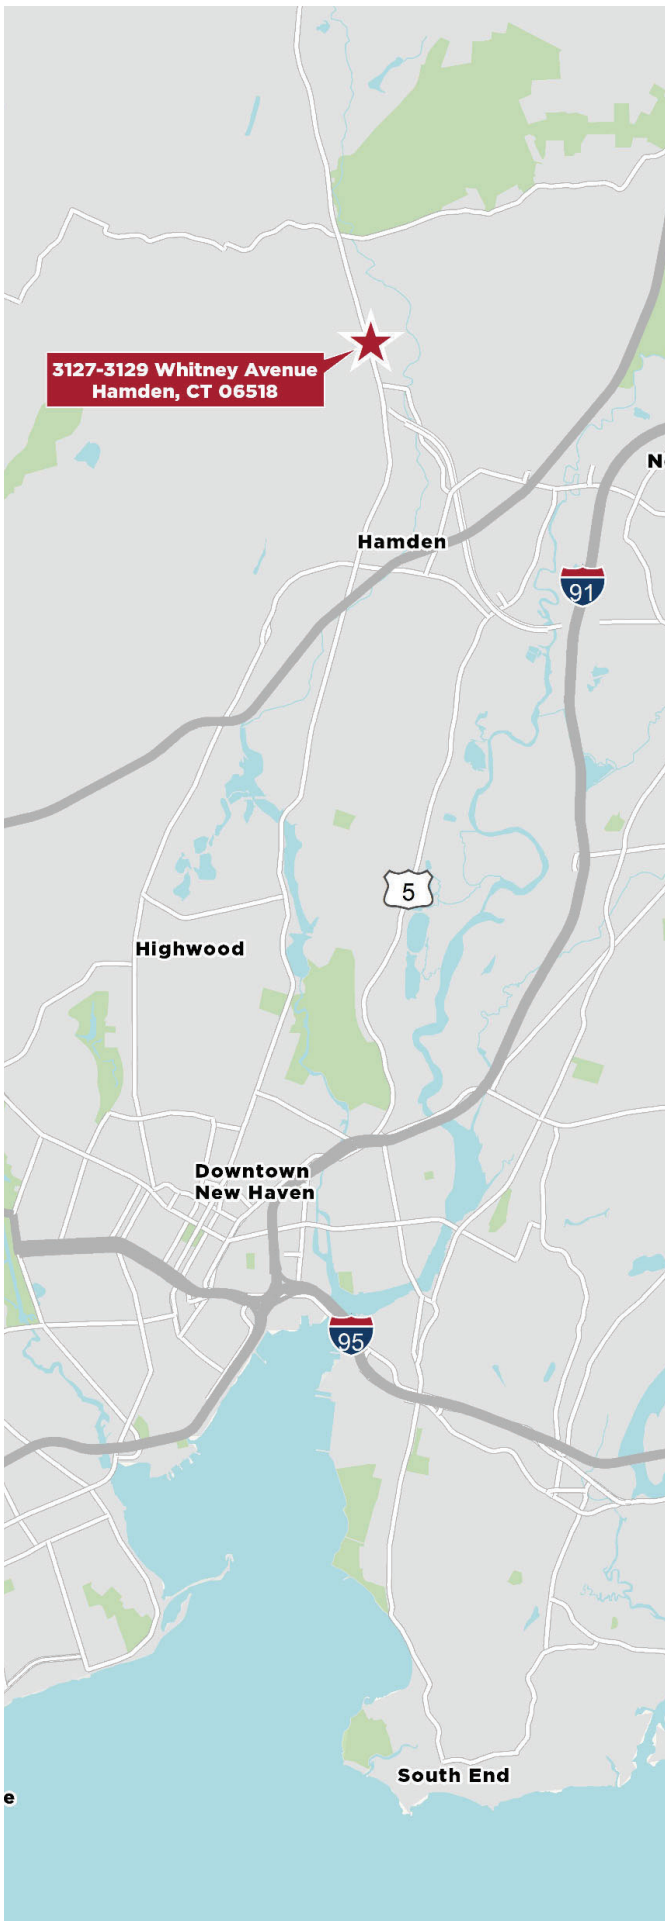 3127-3129 Whitney Avenue
Hamden, CT 06518
Hamden
91
5
Highwood
Downtown
New Haven
95
South End